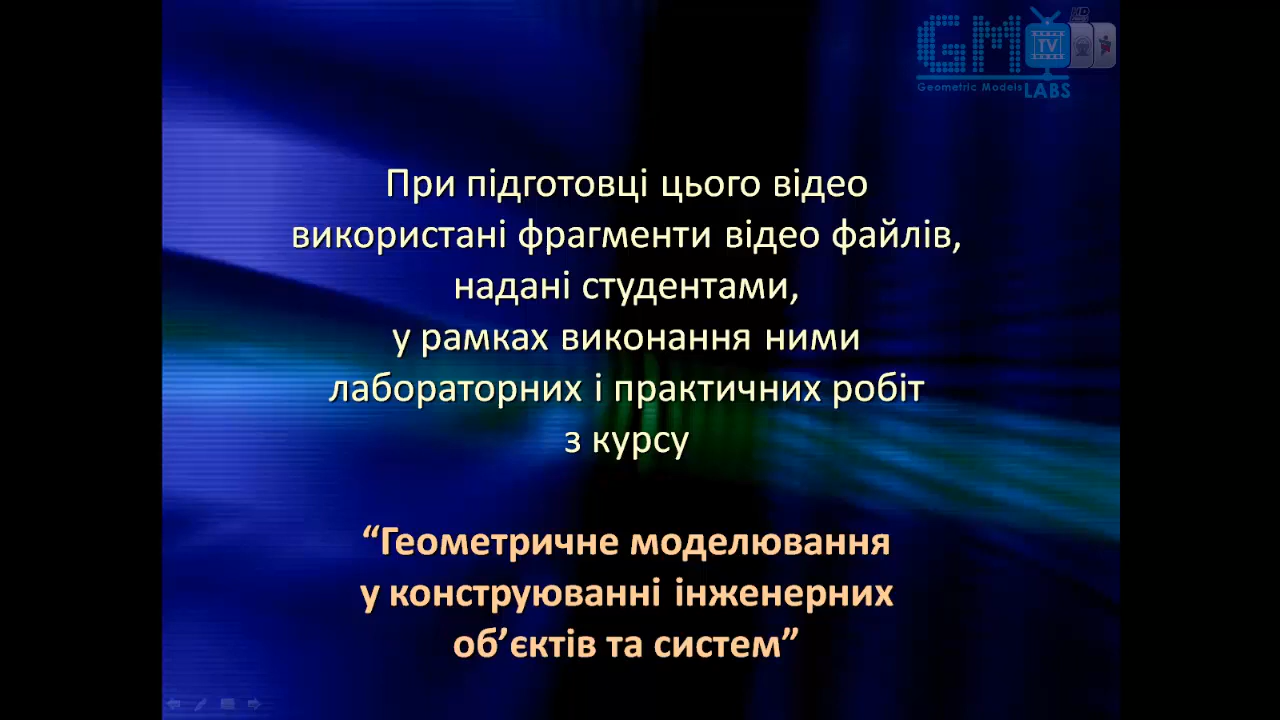 HD
GM TV
Geometric Models LABS
При підготовці цього відео
використані фрагменти відео файлів,
надані студентами,
у рамках виконання ними
лабораторних і практичних робіт
з курсу
“Геометричне моделювання
у конструюванні інженерних
об’єктів та систем”